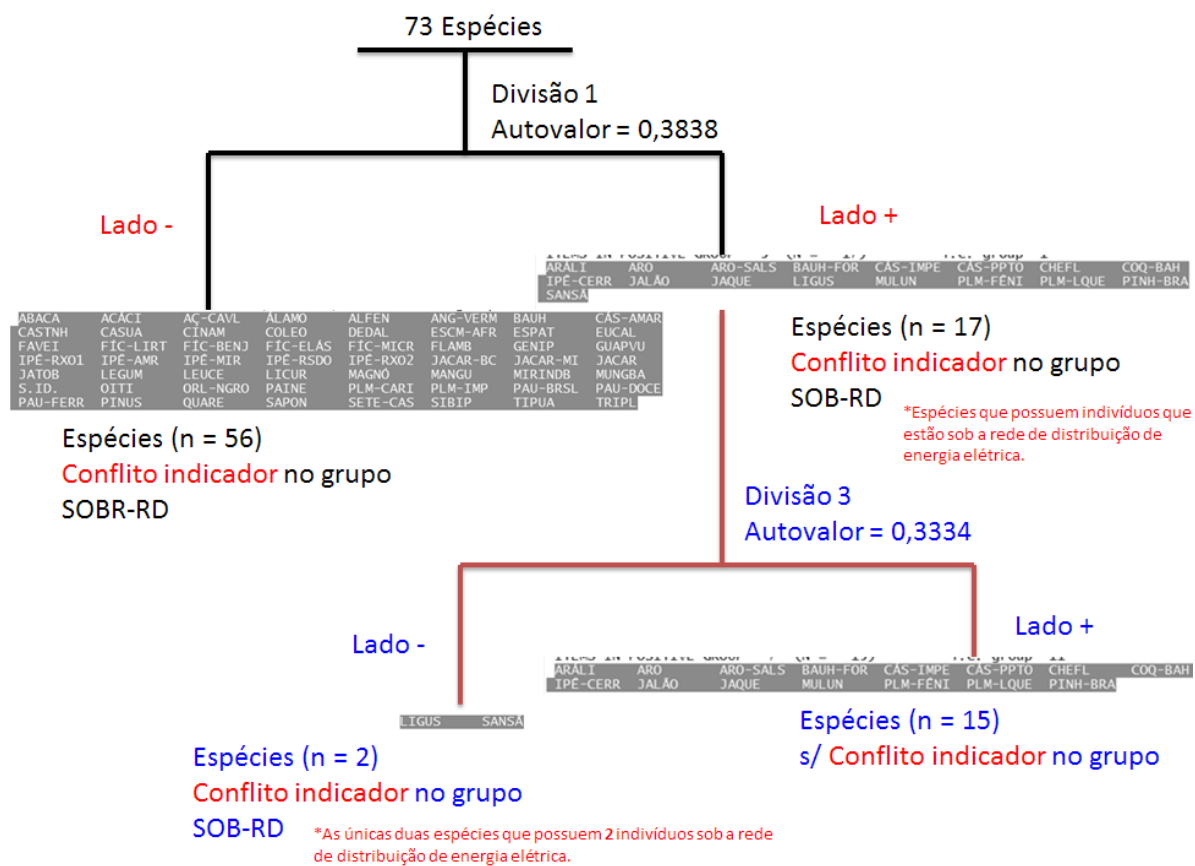 73 Espécies
Divisão 1
Autovalor = 0,3838
Lado -
Lado +
ARÁLI ARO ARO-SALS BAUH-FOR CÁS-IMPE CÁS-PPTO CHEFL COQ-BAH
IPÊ-CERR JALÃO JAQUE LIGUS MULUN PLM-FÊNI PLM-LQUE PINH-BRA
SANSÃ
ABACA ACÁCI AÇ-CAVL ÁLAMO ALFEN ANG-VERM BAUH CÁS-AMAR
CASTNH CASUA CINAM COLEO DEDAL ESCM-AFR ESPAT EUCAL
FAVEI FÍC-LIRT FÍC-BENJ FÍC-ELÁS FÍC-MICR FLAMB GENIP GUAPVU
IPÊ-RXO1 IPÊ-AMR IPÊ-MIR IPÊ-RSDO IPÊ-RXO2 JACAR-BC JACAR-MI JACAR
JATOB LEGUM LEUCE LICUR MAGNÓ MANGU MIRINDB MUNGBA
S.ID. OITI ORL-NGRO PAINE PLM-CARI PLM-IMP PAU-BRSL PAU-DOCE
PAU-FERR PINUS QUARE SAPON SETE-CAS SIBIP TIPUA TRIPL
Espécies (n = 56)
Conflito indicador no grupo
SOBR-RD
Espécies (n = 17)
Conflito indicador no grupo
SOB-RD
*Espécies que possuem indivíduos que
estão sob a rede de distribuição de
energia elétrica.
Divisão 3
Autovalor = 0,3334
Lado -
Lado +
ARÁLI ARO ARO-SALS BAUH-FOR CÁS-IMPE CÁS-PPTO CHEFL COQ-BAH
IPÊ-CERR JALÃO JAQUE MULUN PLM-FÊNI PLM-LQUE PINH-BRA
LIGUS SANSÃ
Espécies (n = 2)
Conflito indicador no grupo
SOB-RD
*As únicas duas espécies que possuem 2 indivíduos sob a rede
de distribuição de energia elétrica.
Espécies (n = 15)
s/ Conflito indicador no grupo